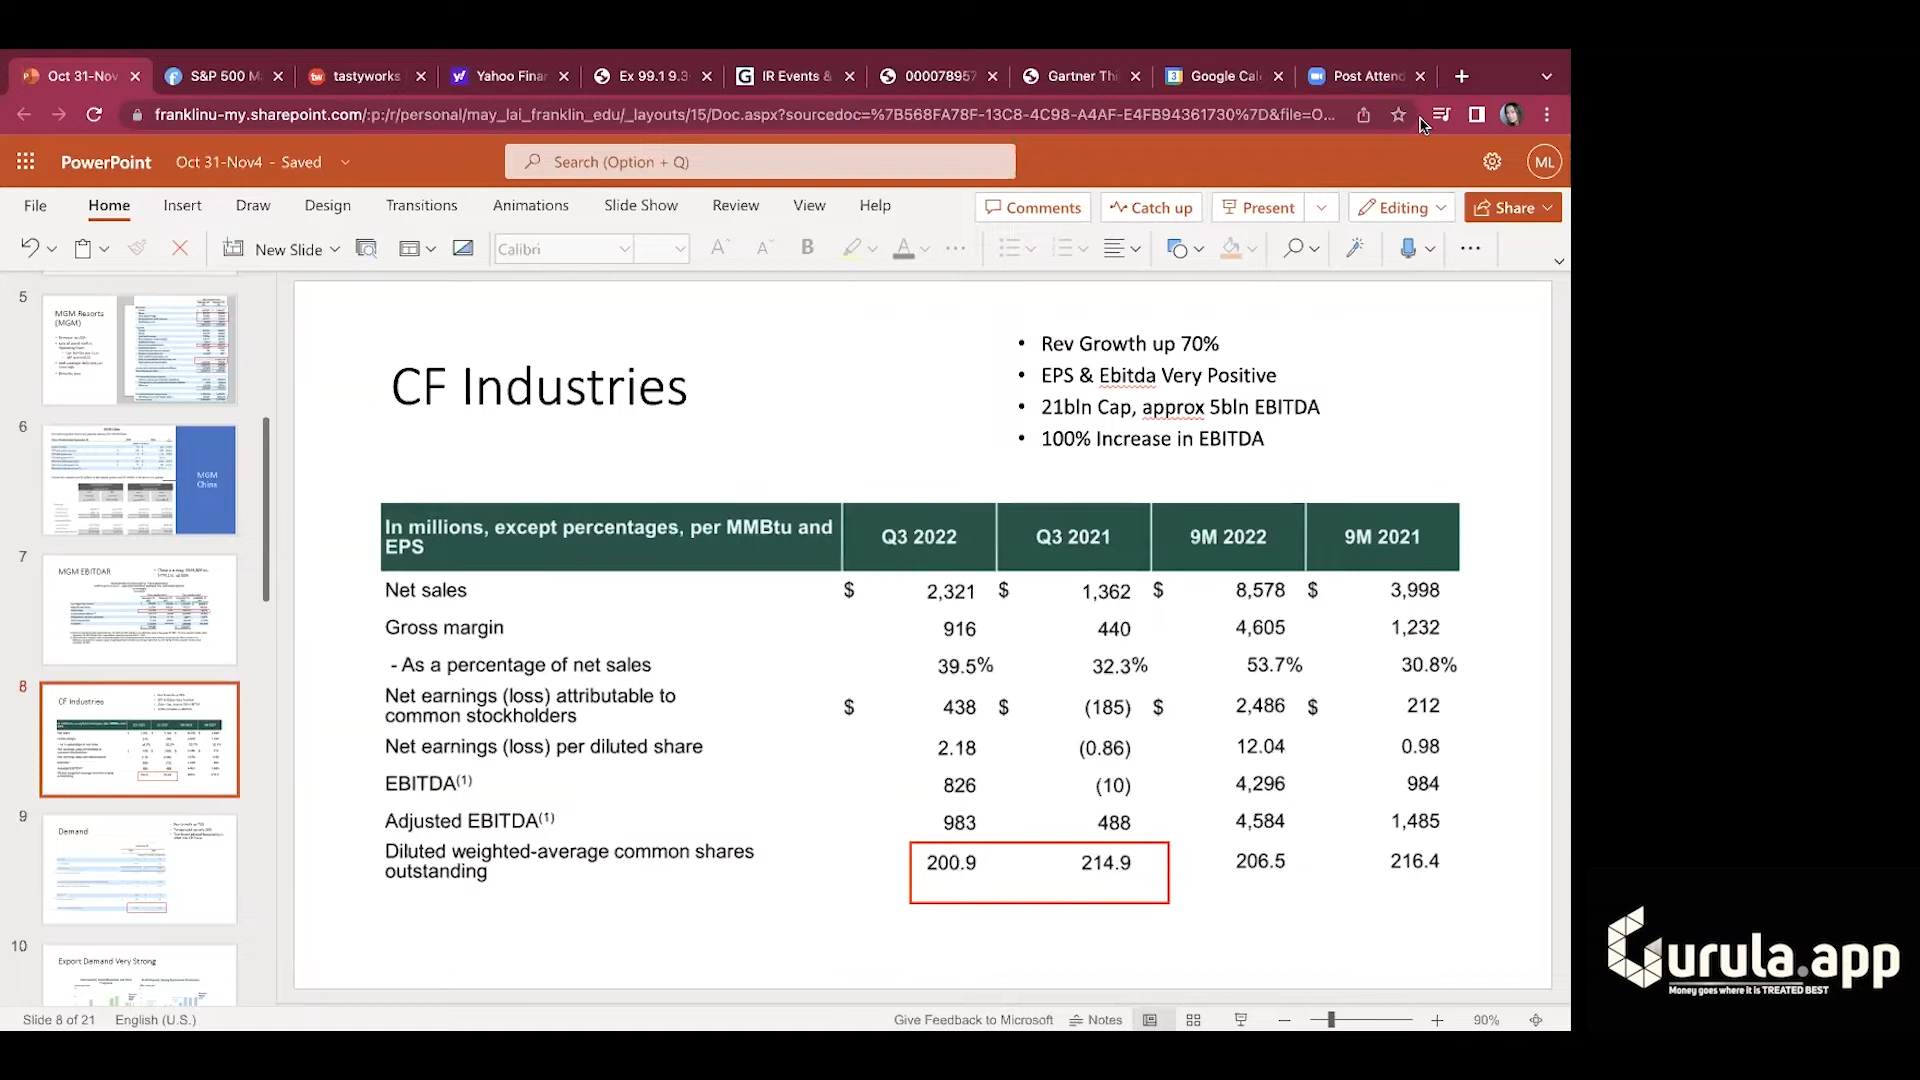 Oct 31-Nov
S&P 500 M
tastyworks
Yahoo Finan
Ex 99.1 9.3
IR Events &
000078957
Gartner Thi
Google Cal
Post Attend
franklinu-my.sharepoint.com/:p:/r/personal/may_lai_franklin_edu/_layouts/15/Doc.aspx?sourcedoc=%7B568FA78F-13C8-4C98-A4AF-E4FB94361730%7D&file=O...
PowerPoint Oct 31-Nov4 - Saved
Search (Option + Q)
ML
File Home Insert Draw Design Transitions Animations Slide Show Review View Help
Comments Catch up Present Editing Share
New Slide
Calibri
5
MGM Resorts
(MGM)
6
MGM
China
7
MGM EBITDAR
8
CF Industries
9
Demand
10
Export Demand Very Strong
CF Industries
• Rev Growth up 70%
• EPS & Ebitda Very Positive
• 21bln Cap, approx 5bln EBITDA
• 100% Increase in EBITDA
In millions, except percentages, per MMBtu and
EPS
Q3 2022 Q3 2021 9M 2022 9M 2021
Net sales $ 2,321 $ 1,362 $ 8,578 $ 3,998
Gross margin 916 440 4,605 1,232
- As a percentage of net sales 39.5% 32.3% 53.7% 30.8%
Net earnings (loss) attributable to
common stockholders $ 438 $ (185) $ 2,486 $ 212
Net earnings (loss) per diluted share 2.18 (0.86) 12.04 0.98
EBITDA(1) 826 (10) 4,296 984
Adjusted EBITDA(1) 983 488 4,584 1,485
Diluted weighted-average common shares
outstanding 200.9 214.9 206.5 216.4
Slide 8 of 21 English (U.S.)
Give Feedback to Microsoft Notes 90%
Gurula.app
Money goes where it is TREATED BEST